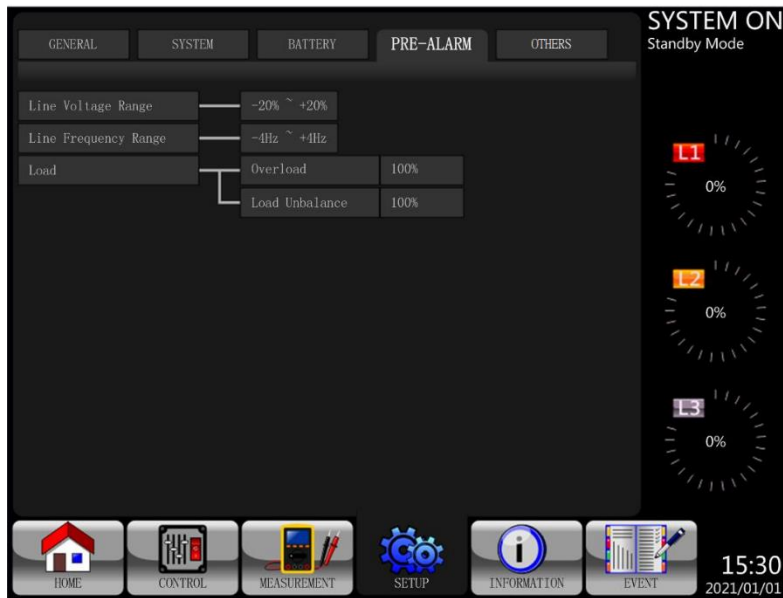 SYSTEM ON
Standby Mode
GENERAL SYSTEM BATTERY PRE-ALARM OTHERS
Line Voltage Range -20% ~ +20%
Line Frequency Range -4Hz ~ +4Hz
Load Overload 100%
Load Unbalance 100%
L1
0%
L2
0%
L3
0%
HOME CONTROL MEASUREMENT SETUP INFORMATION EVENT
15:30
2021/01/01